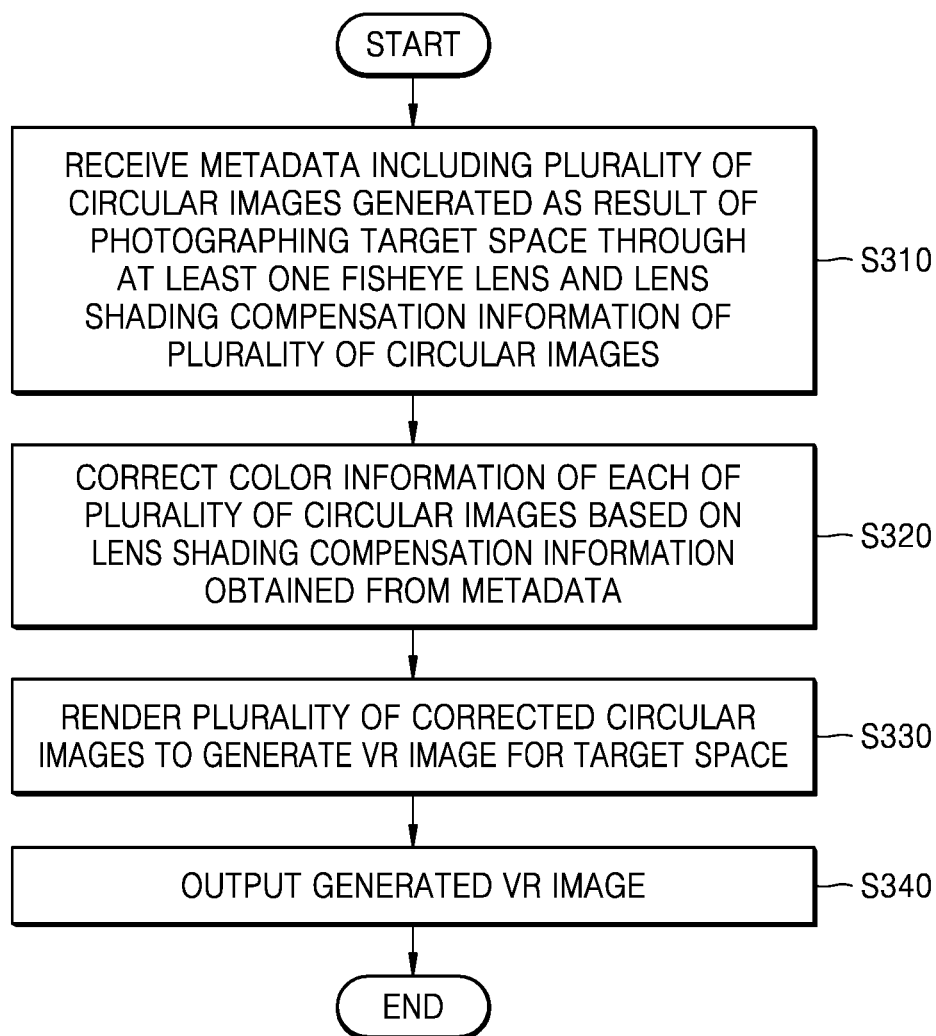 START
RECEIVE METADATA INCLUDING PLURALITY OF
CIRCULAR IMAGES GENERATED AS RESULT OF
PHOTOGRAPHING TARGET SPACE THROUGH
AT LEAST ONE FISHEYE LENS AND LENS
SHADING COMPENSATION INFORMATION OF
PLURALITY OF CIRCULAR IMAGES
S310
CORRECT COLOR INFORMATION OF EACH OF
PLURALITY OF CIRCULAR IMAGES BASED ON
LENS SHADING COMPENSATION INFORMATION
OBTAINED FROM METADATA
S320
RENDER PLURALITY OF CORRECTED CIRCULAR
IMAGES TO GENERATE VR IMAGE FOR TARGET SPACE
S330
OUTPUT GENERATED VR IMAGE
S340
END